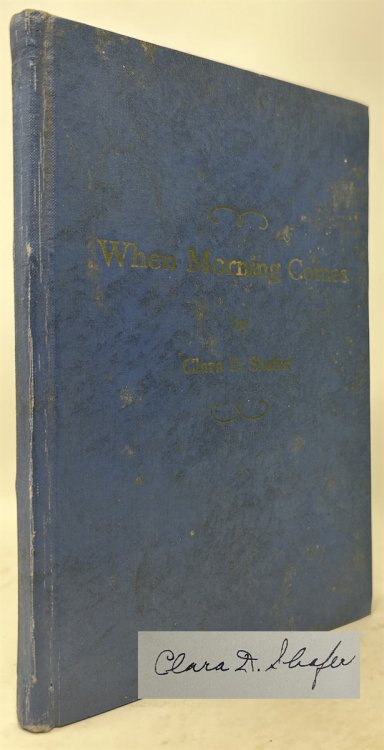 When Morning Comes
by
Clara D. Shafer
Clara D. Shafer